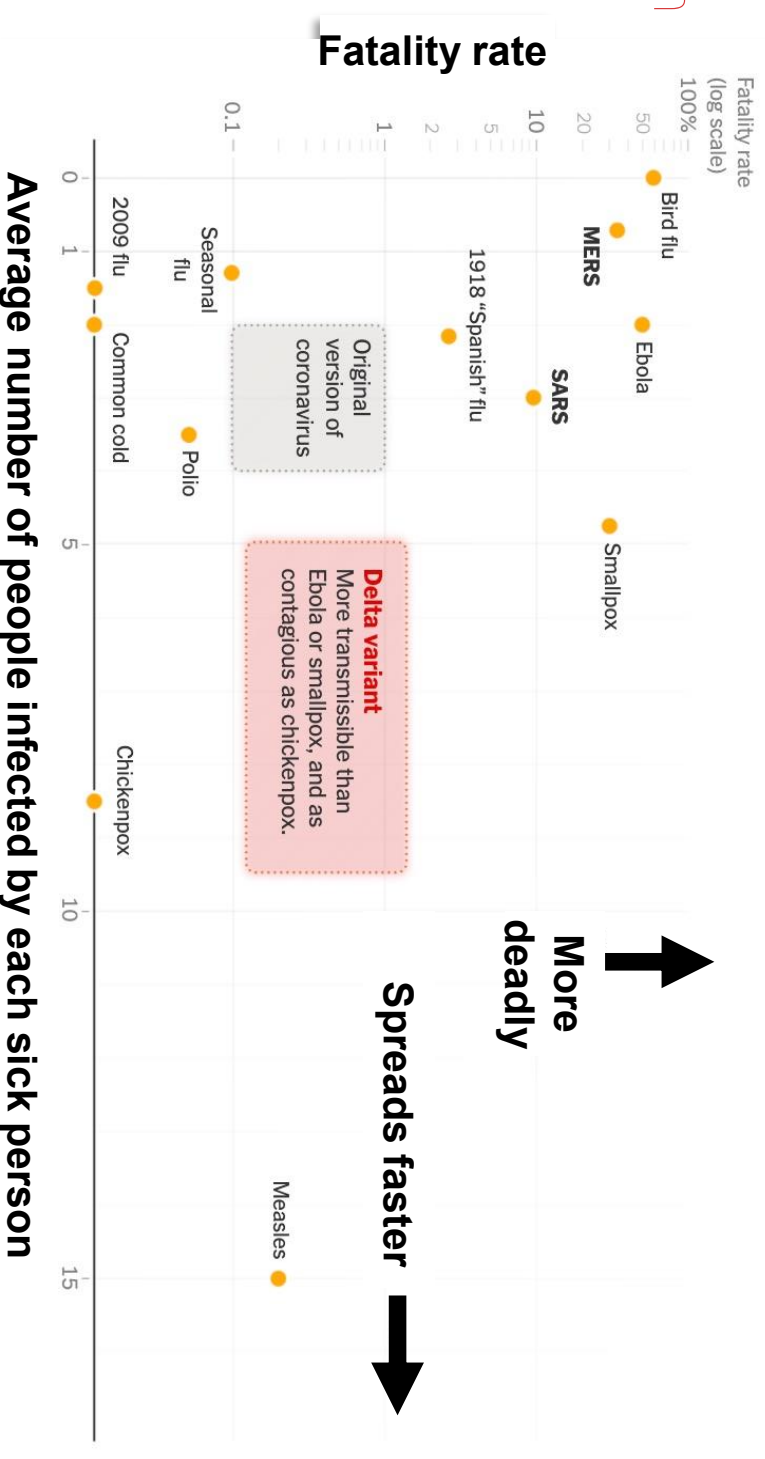 Fatality rate
Fatality rate
(log scale)
100%
50
20
10
5
2
1
0.1
Bird flu
MERS
Ebola
SARS
Smallpox
1918 “Spanish” flu
Seasonal
flu
2009 flu
Common cold
Polio
Original
version of
coronavirus
Delta variant
More transmissible than
Ebola or smallpox, and as
contagious as chickenpox.
Chickenpox
Measles
More
deadly
Spreads faster
0
1
5
10
15
Average number of people infected by each sick person